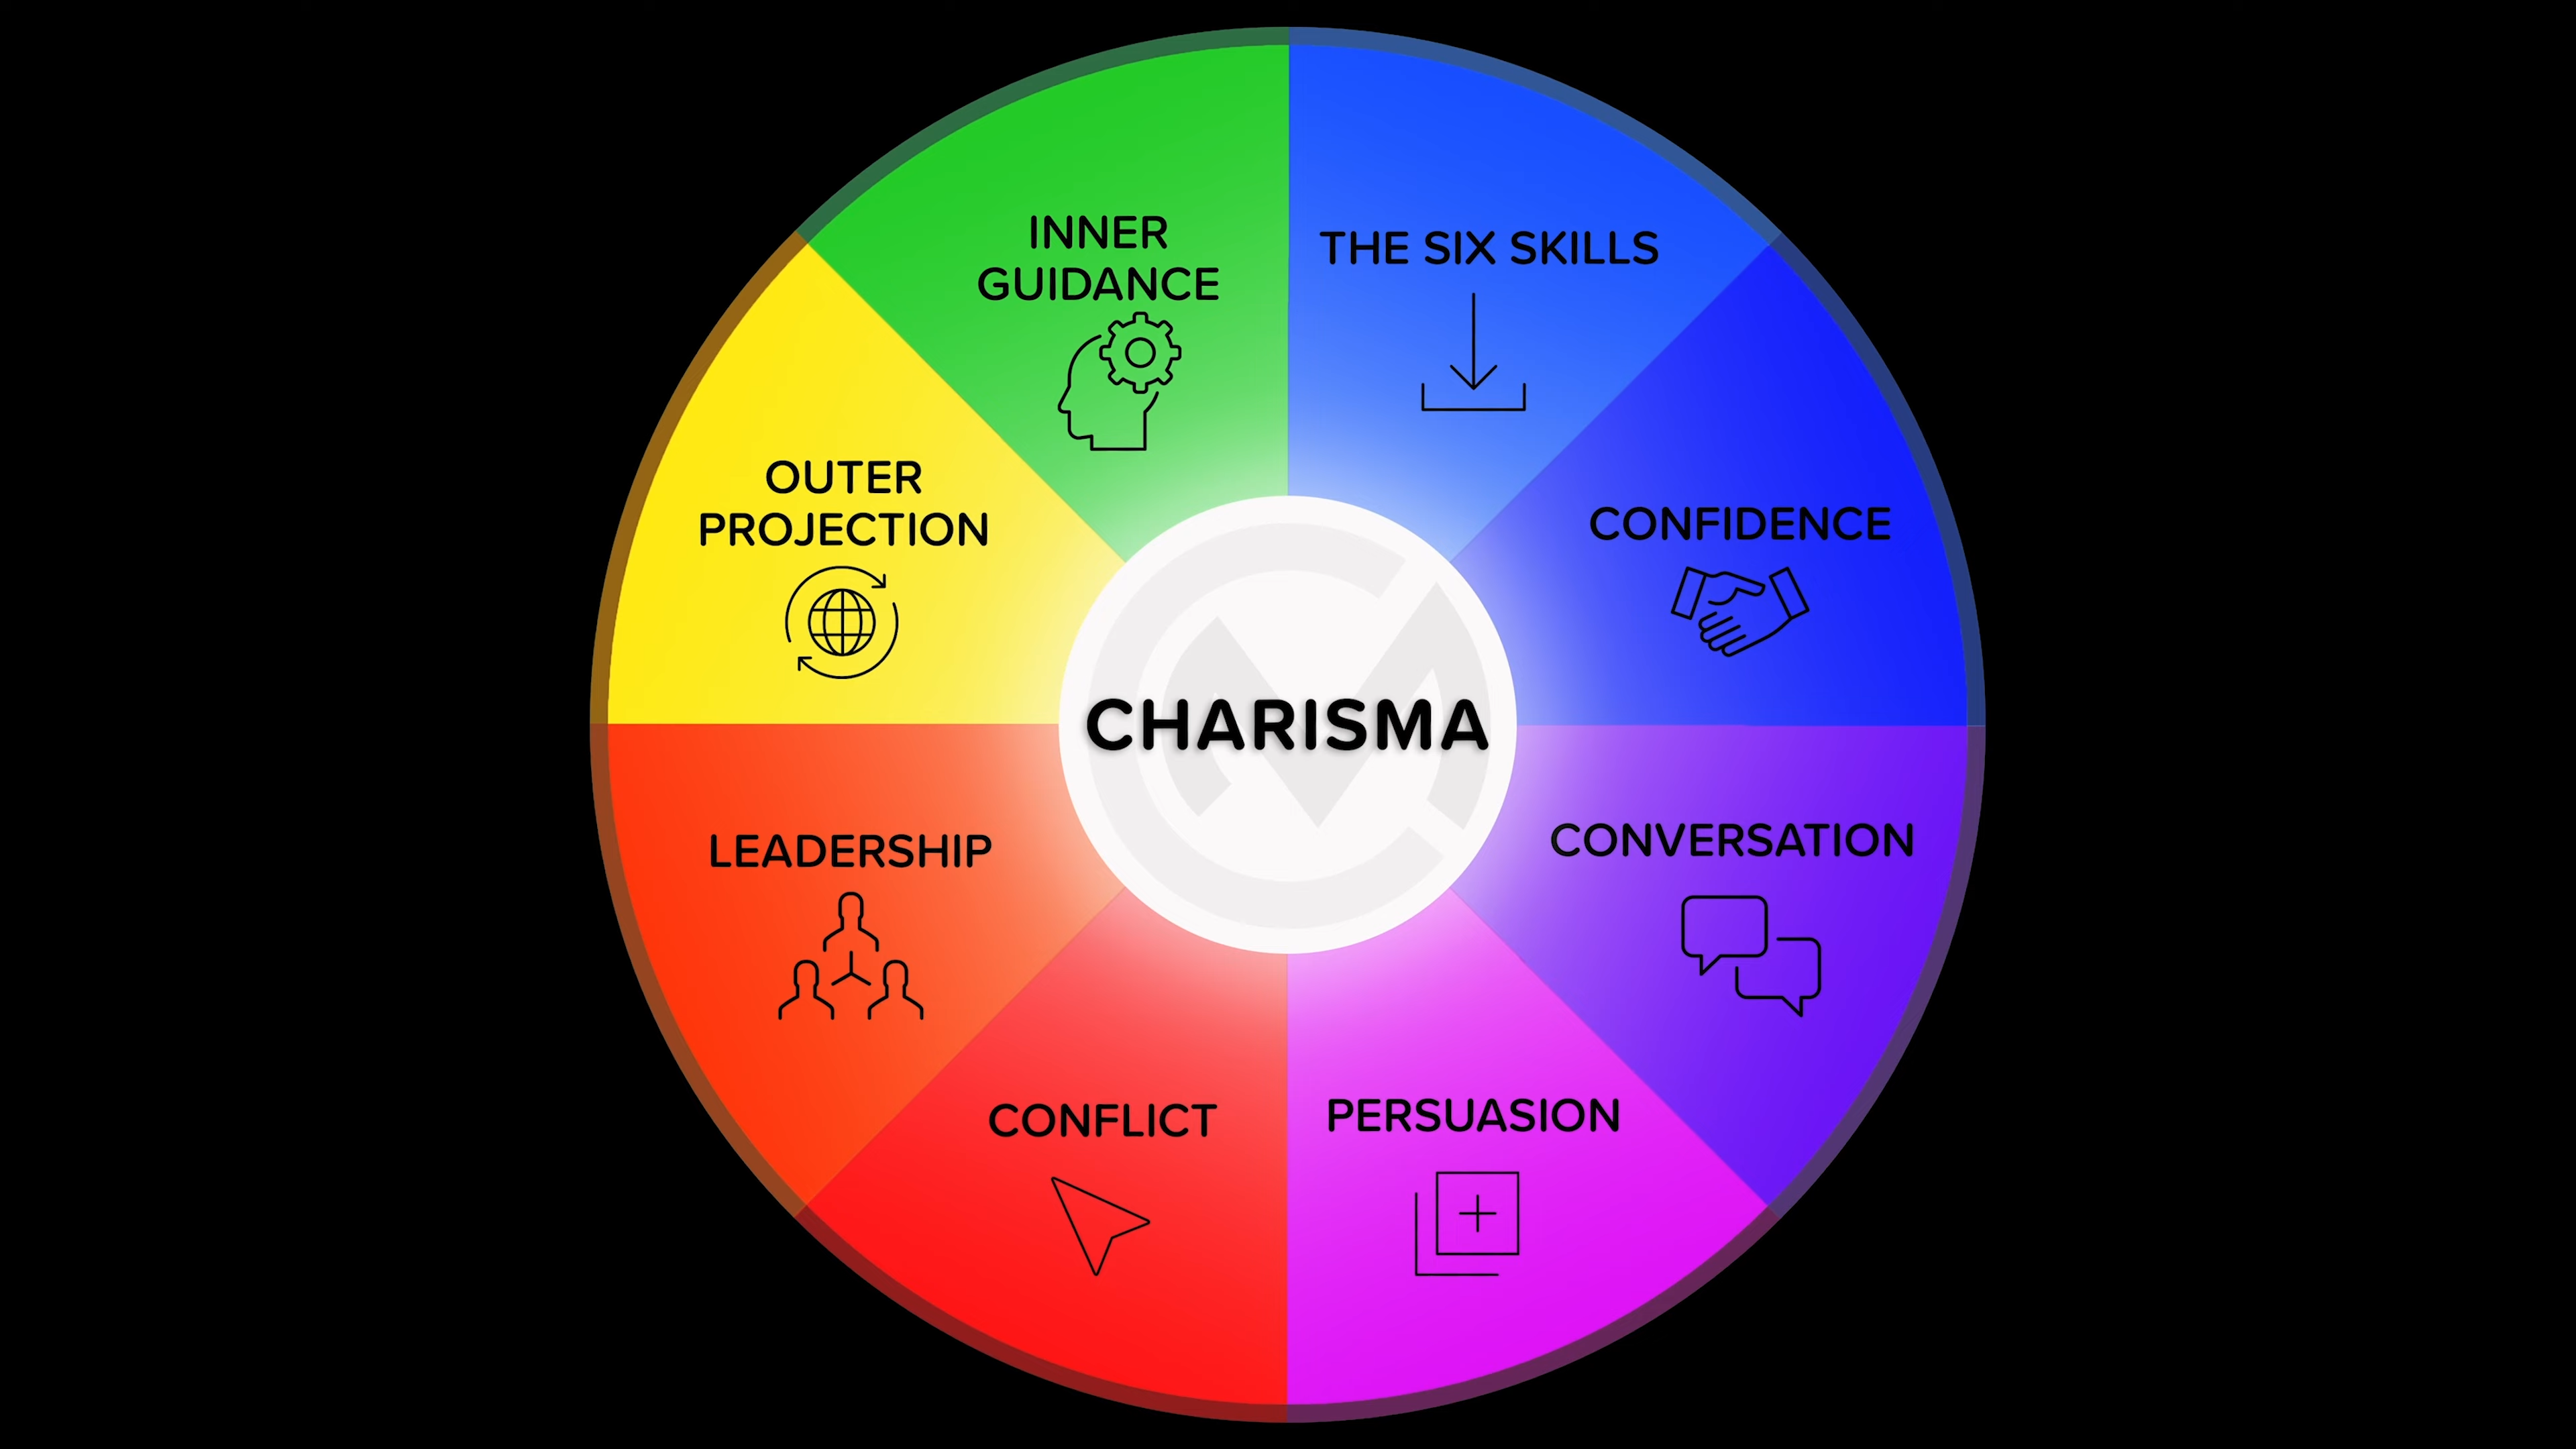 INNER
GUIDANCE
THE SIX SKILLS
OUTER
PROJECTION
CONFIDENCE
CHARISMA
LEADERSHIP
CONVERSATION
CONFLICT
PERSUASION